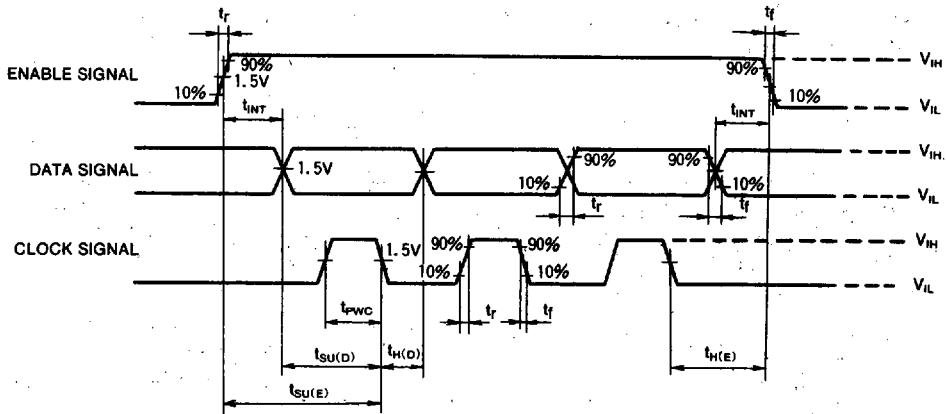 tr
tf
90%
90%
VIH
ENABLE SIGNAL
1.5V
10%
10%
VIL
tINT
tINT
90%
90%
VIH
DATA SIGNAL
1.5V
10%
10%
VIL
tr
tf
CLOCK SIGNAL
VIH
90%
90%
1.5V
10%
10%
VIL
tPWC
tr
tf
tSU(D)
tH(D)
tH(E)
tSU(E)